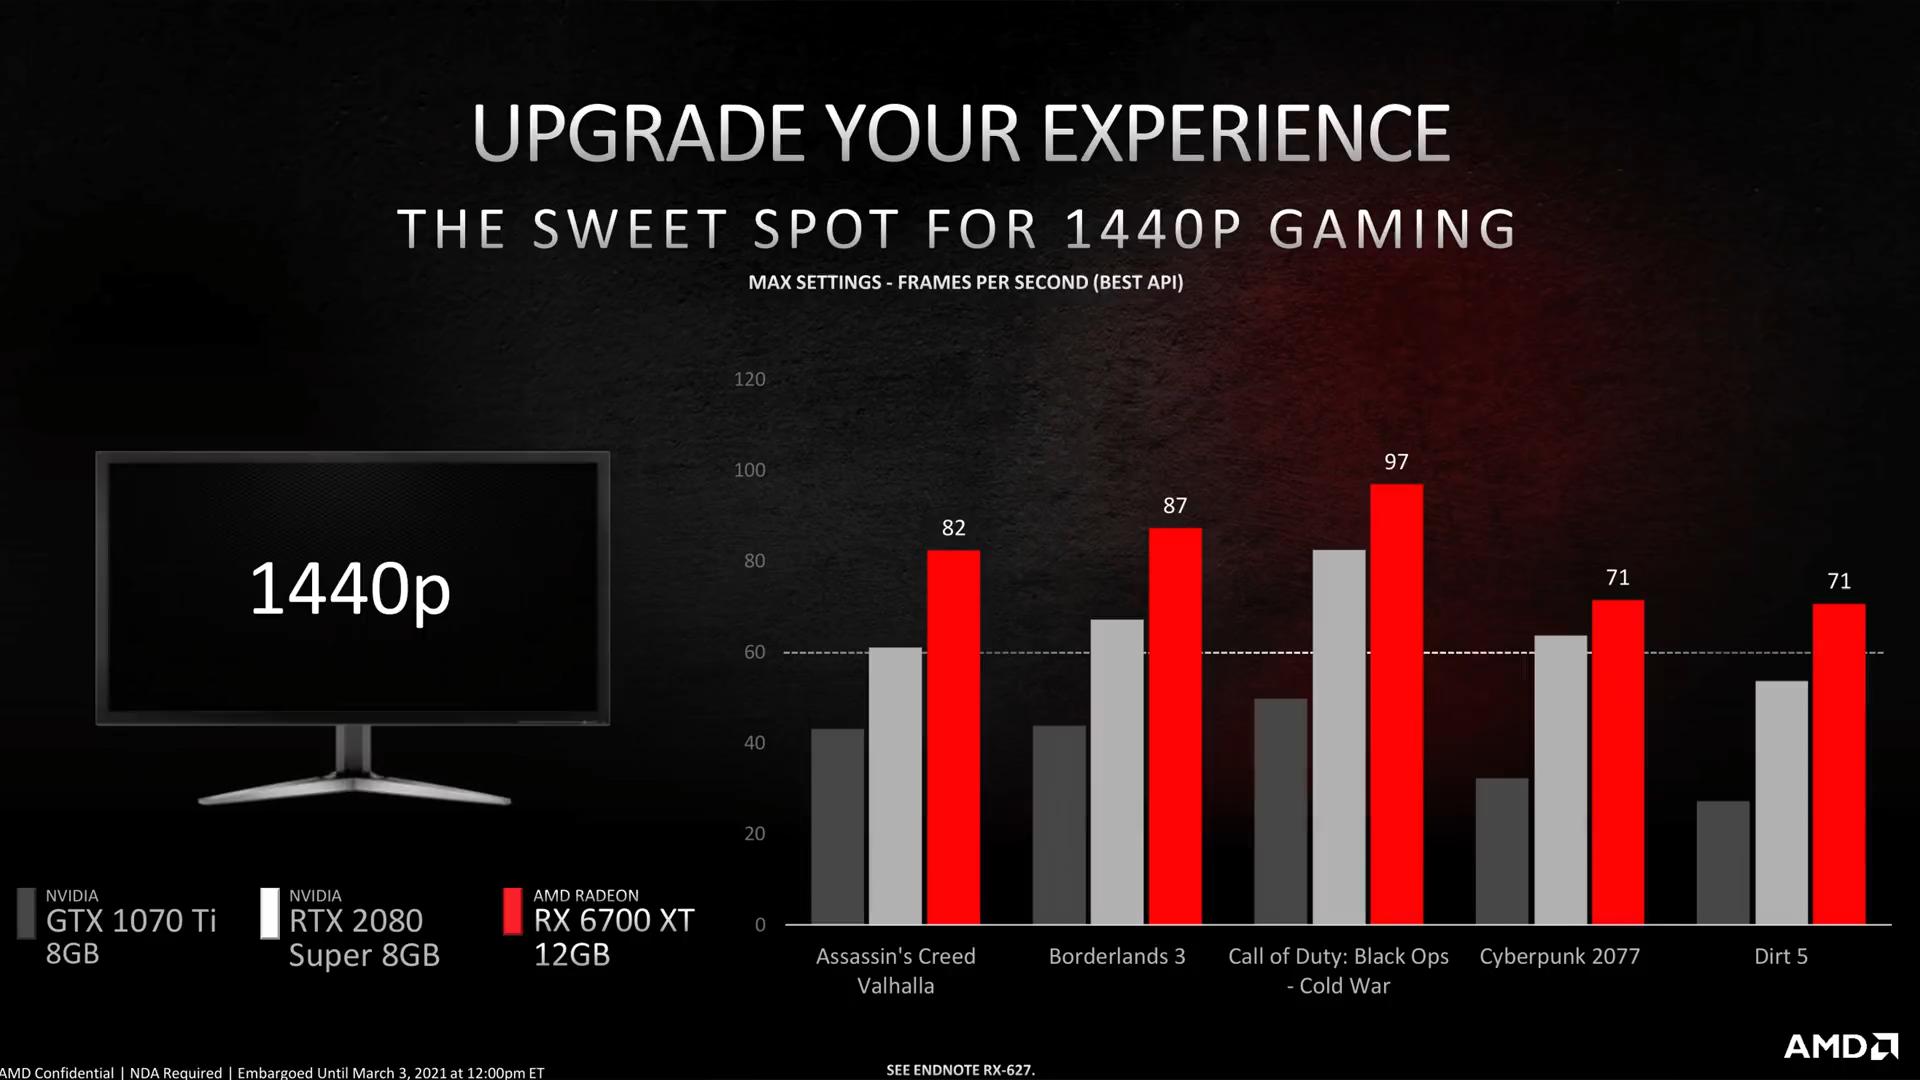 UPGRADE YOUR EXPERIENCE
THE SWEET SPOT FOR 1440P GAMING
MAX SETTINGS - FRAMES PER SECOND (BEST API)
1440p
NVIDIA
GTX 1070 Ti
8GB
NVIDIA
RTX 2080
Super 8GB
AMD RADEON
RX 6700 XT
12GB
120
100
80
60
40
20
0
82
87
97
71
71
Assassin's Creed
Valhalla
Borderlands 3
Call of Duty: Black Ops
- Cold War
Cyberpunk 2077
Dirt 5
AMD
AMD Confidential | NDA Required | Embargoed Until March 3, 2021 at 12:00pm ET
SEE ENDNOTE RX-627.